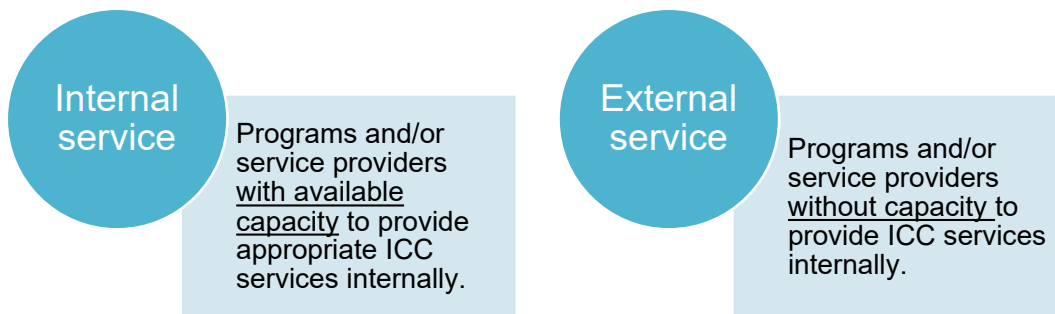 Internal
service
Programs and/or
service providers
with available
capacity to provide
appropriate ICC
services internally.
External
service
Programs and/or
service providers
without capacity to
provide ICC services
internally.